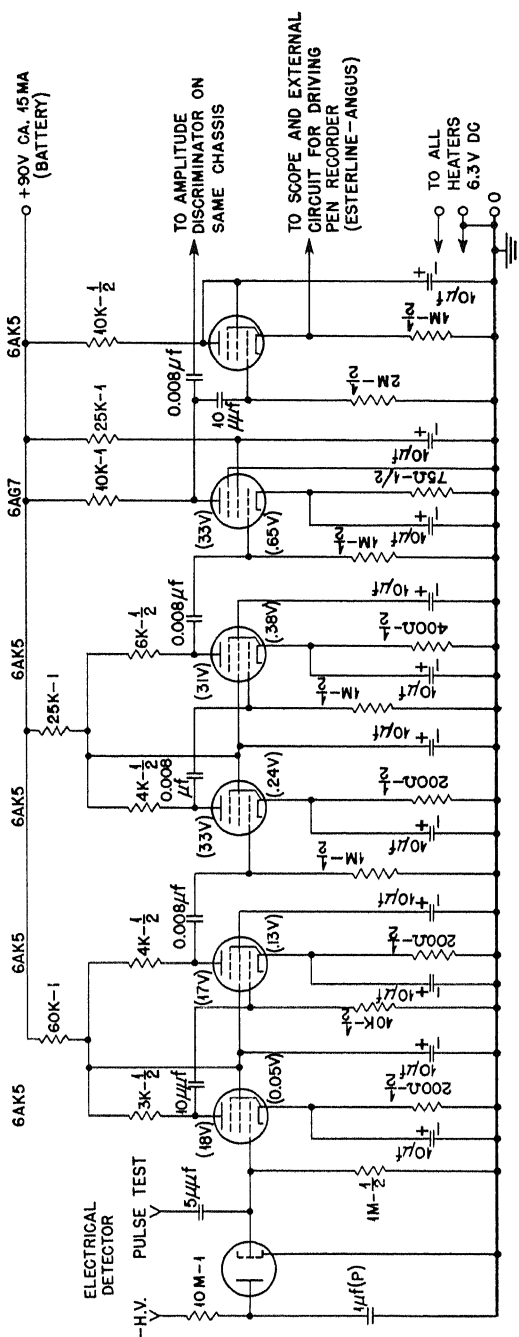 6AK5
6AK5
6AK5
6AK5
6AG7
6AK5
+90V CA. 15MA
(BATTERY)
60K-1
25K-1
10K-1
25K-1
10K-½
3K-½
4K-½
4K-½
6K-½
ELECTRICAL
DETECTOR
-H.V.
PULSE TEST
10M-1
5μμf
10μμf
0.008μf
0.008
μf
0.008μf
0.008μf
10
μμf
TO AMPLITUDE
DISCRIMINATOR ON
SAME CHASSIS
(18V)
(17V)
(33V)
(31V)
(33V)
(0.05V)
(.13V)
(.24V)
(.38V)
(.65V)
TO SCOPE AND EXTERNAL
CIRCUIT FOR DRIVING
PEN RECORDER
(ESTERLINE-ANGUS)
1μf(P)
1M-½
10μf
+
200Ω-½
10μf
+
10K-½
10μf
+
200Ω-½
10μf
+
1M-½
10μf
+
200Ω-½
10μf
+
1M-½
10μf
+
400Ω-½
10μf
+
1M-½
10μf
+
75Ω-1/2
10μf
+
2M-½
1M-½
10μf
+
TO ALL
HEATERS
6.3V DC
0